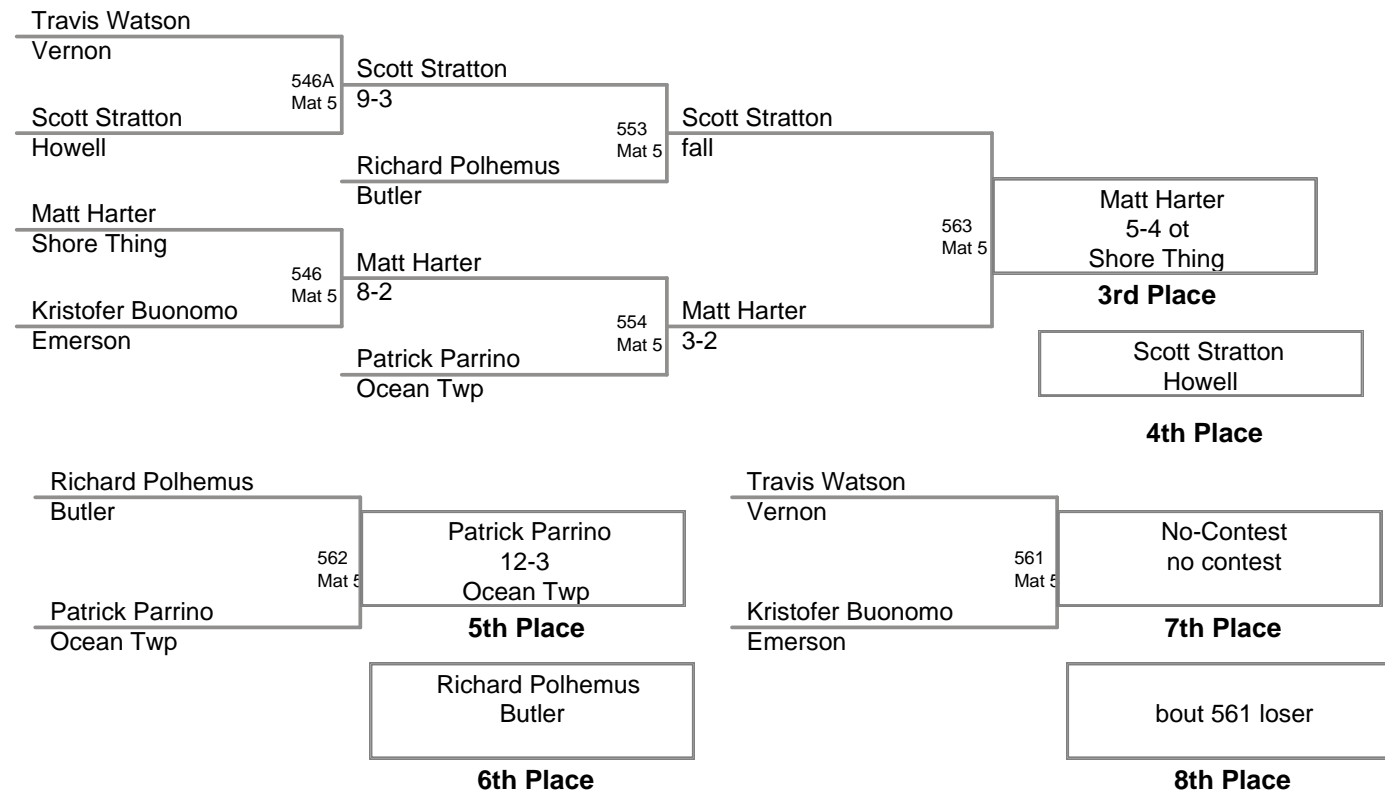 Travis Watson
Vernon
546A
Mat 5
Scott Stratton
9-3
Scott Stratton
Howell
553
Mat 5
Scott Stratton
fall
Richard Polhemus
Butler
Matt Harter
Shore Thing
563
Mat 5
Matt Harter
5-4 ot
Shore Thing
3rd Place
546
Mat 5
Matt Harter
8-2
Kristofer Buonomo
Emerson
554
Mat 5
Matt Harter
3-2
Patrick Parrino
Ocean Twp
Scott Stratton
Howell
4th Place
Richard Polhemus
Butler
562
Mat 5
Patrick Parrino
12-3
Ocean Twp
5th Place
Patrick Parrino
Ocean Twp
Richard Polhemus
Butler
6th Place
Travis Watson
Vernon
561
Mat 5
No-Contest
no contest
7th Place
Kristofer Buonomo
Emerson
bout 561 loser
8th Place